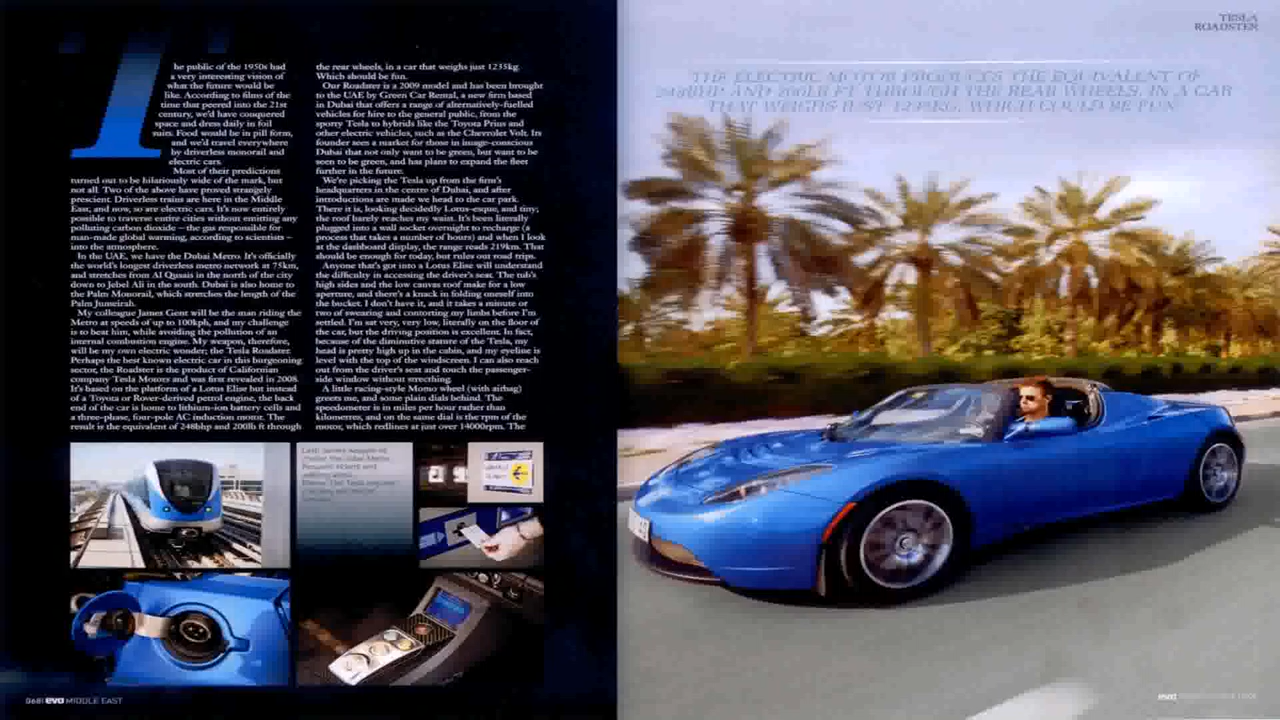 The public of the 1950s had
a very interesting vision of
what the future would be
like. According to films of the
time that peered into the 21st
century, we'd have conquered
space and dress daily in foil
suits. Food would be in pill form,
and we'd travel everywhere
by driverless monorail and
electric cars.
Most of their predictions
turned out to be hilariously wide of the mark, but
not all. Two of the above have proved strangely
prescient. Driverless trains are here in the Middle
East, and now, so are electric cars. It's now entirely
possible to traverse entire cities without emitting any
polluting carbon dioxide – the gas responsible for
man-made global warming, according to scientists –
into the atmosphere.
In the UAE, we have the Dubai Metro. It's officially
the world's longest driverless metro network at 75km,
and stretches from Al Qusais in the north of the city
down to Jebel Ali in the south. Dubai is also home to
the Palm Monorail, which stretches the length of the
Palm Jumeirah.
My colleague James Gent will be the man riding the
Metro at speeds of up to 100kph, and my challenge
is to beat him, while avoiding the pollution of an
internal combustion engine. My weapon, therefore,
will be my own electric wonder; the Tesla Roadster.
Perhaps the best known electric car in this burgeoning
sector, the Roadster is the product of Californian
company Tesla Motors and was first revealed in 2008.
It's based on the platform of a Lotus Elise but instead
of a Toyota or Rover-derived petrol engine, the back
end of the car is home to lithium-ion battery cells and
a three-phase, four-pole AC induction motor. The
result is the equivalent of 248bhp and 200lb ft through
the rear wheels, in a car that weighs just 1235kg.
Which should be fun.
Our Roadster is a 2009 model and has been brought
to the UAE by Green Car Rental, a new firm based
in Dubai that offers a range of alternatively-fuelled
vehicles for hire to the general public, from the
sporty Tesla to hybrids like the Toyota Prius and
other electric vehicles, such as the Chevrolet Volt. Its
founder sees a market for those in image-conscious
Dubai that not only want to be green, but want to be
seen to be green, and has plans to expand the fleet
further in the future.
We're picking the Tesla up from the firm's
headquarters in the centre of Dubai, and after
introductions are made we head to the car park.
There it is, looking decidedly Lotus-esque, and tiny;
the roof barely reaches my waist. It's been literally
plugged into a wall socket overnight to recharge (a
process that takes a number of hours) and when I look
at the dashboard display, the range reads 219km. That
should be enough for today, but rules out road trips.
Anyone that's got into a Lotus Elise will understand
the difficulty in accessing the driver's seat. The tub's
high sides and the low canvas roof make for a low
aperture, and there's a knack in folding oneself into
the bucket. I don't have it, and it takes a minute or
two of swearing and contorting my limbs before I'm
settled. I'm sat very, very low, literally on the floor of
the car, but the driving position is excellent. In fact,
because of the diminutive stature of the Tesla, my
head is pretty high up in the cabin, and my eyeline is
level with the top of the windscreen. I can also reach
out from the driver's seat and touch the passenger-
side window without stretching.
A little racing-style Momo wheel (with airbag)
greets me, and some plain dials behind. The
speedometer is in miles per hour rather than
kilometres, and on the same dial is the rpm of the
motor, which redlines at just over 14000rpm. The
068 evo MIDDLE EAST
TESLA
ROADSTER
THE ELECTRIC MOTOR PRODUCES THE EQUIVALENT OF
248BHP AND 200LB FT THROUGH THE REAR WHEELS, IN A CAR
THAT WEIGHS JUST 1235KG. WHICH COULD BE FUN
evo